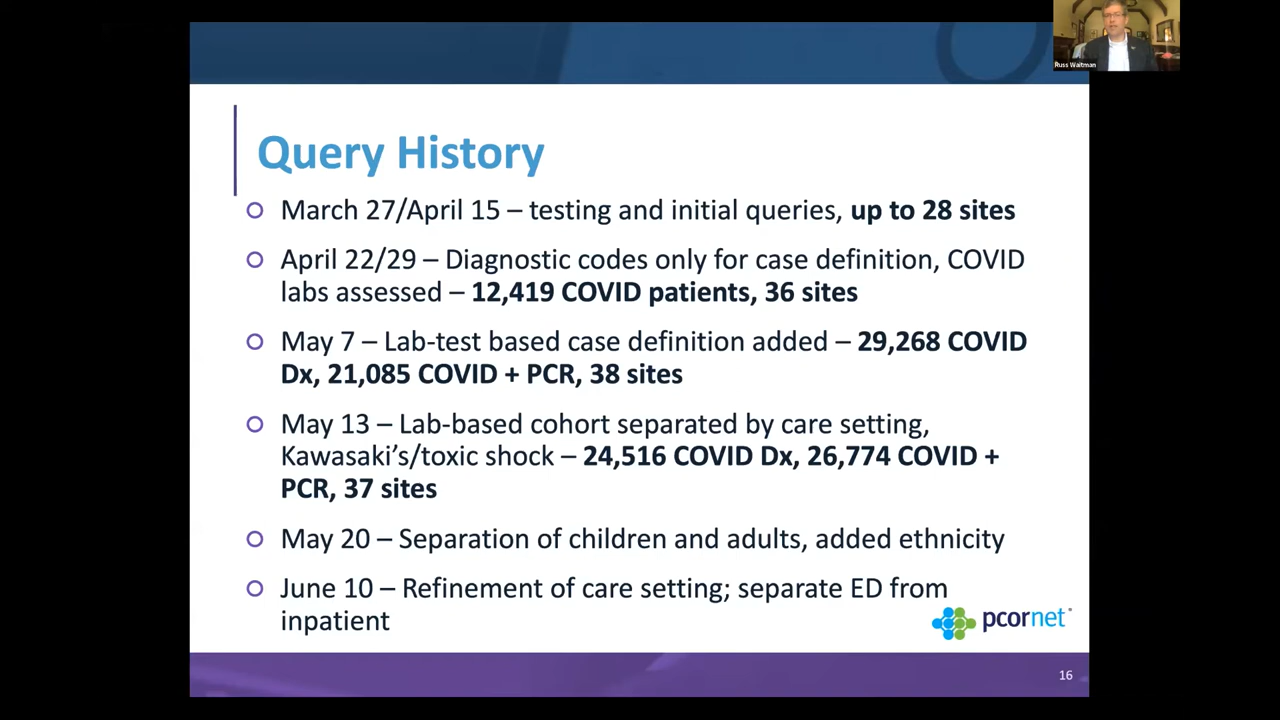 Russ Waitman
Query History
March 27/April 15 – testing and initial queries, up to 28 sites
April 22/29 – Diagnostic codes only for case definition, COVID
labs assessed – 12,419 COVID patients, 36 sites
May 7 – Lab-test based case definition added – 29,268 COVID
Dx, 21,085 COVID + PCR, 38 sites
May 13 – Lab-based cohort separated by care setting,
Kawasaki’s/toxic shock – 24,516 COVID Dx, 26,774 COVID +
PCR, 37 sites
May 20 – Separation of children and adults, added ethnicity
June 10 – Refinement of care setting; separate ED from
inpatient
pcornet
16